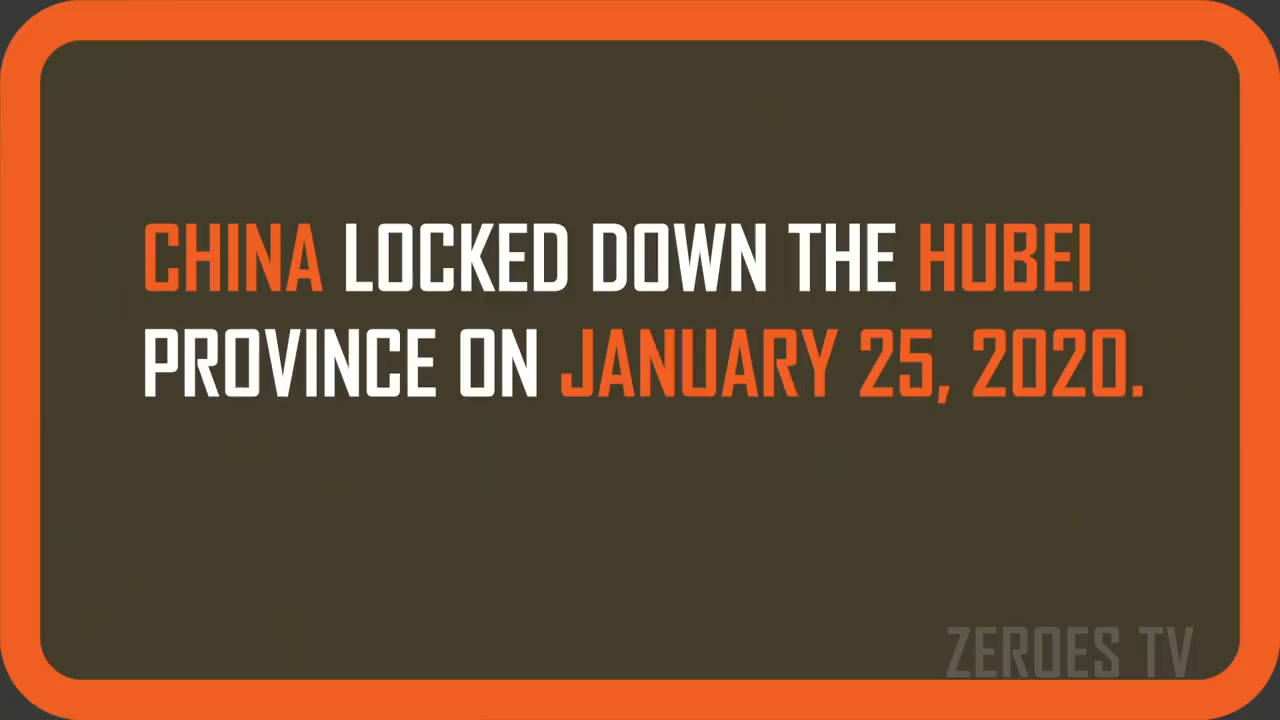 CHINA LOCKED DOWN THE HUBEI
PROVINCE ON JANUARY 25, 2020.
ZEROES TV